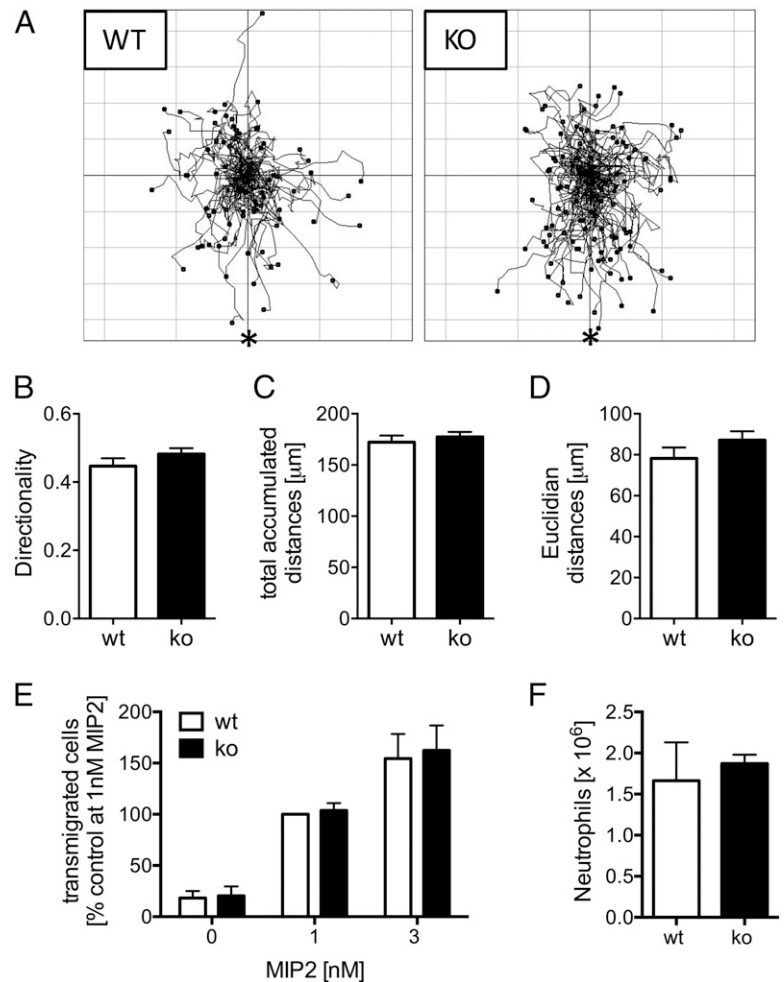 A
WT
KO
*
*
B
Directionality
0.6
0.4
0.2
0.0
wt
ko
C
total accumulated
distances [μm]
200
150
100
50
0
wt
ko
D
Euclidian
distances [μm]
100
80
60
40
20
0
wt
ko
E
transmigrated cells
[% control at 1nM MIP2]
200
150
100
50
0
wt
ko
0
1
3
MIP2 [nM]
F
Neutrophils [x 10⁶]
2.5
2.0
1.5
1.0
0.5
0.0
wt
ko